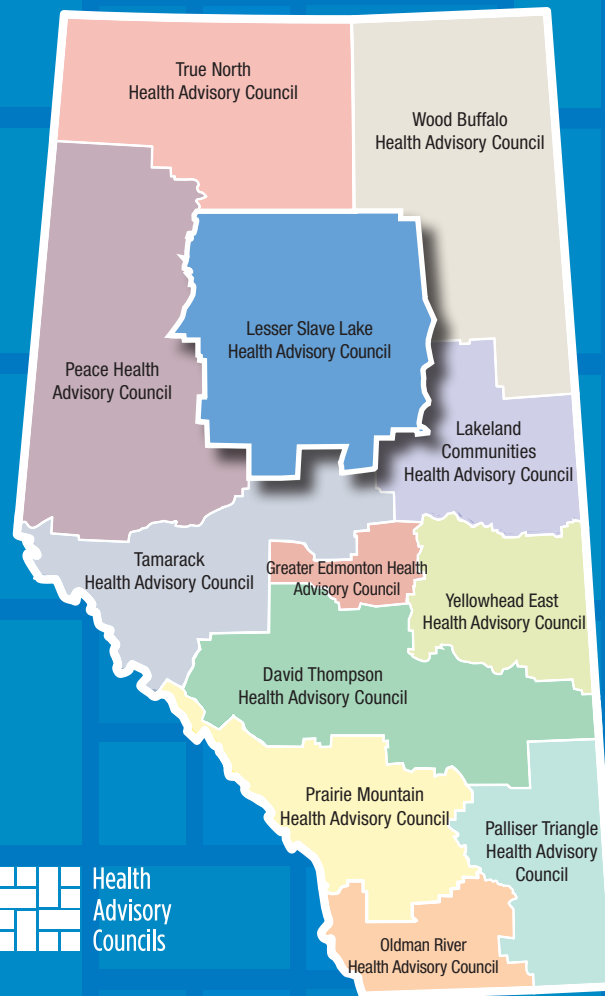 True North
Health Advisory Council
Wood Buffalo
Health Advisory Council
Lesser Slave Lake
Health Advisory Council
Peace Health
Advisory Council
Lakeland
Communities
Health Advisory Council
Tamarack
Health Advisory Council
Greater Edmonton Health
Advisory Council
Yellowhead East
Health Advisory Council
David Thompson
Health Advisory Council
Prairie Mountain
Health Advisory Council
Palliser Triangle
Health Advisory
Council
Oldman River
Health Advisory Council
Health
Advisory
Councils